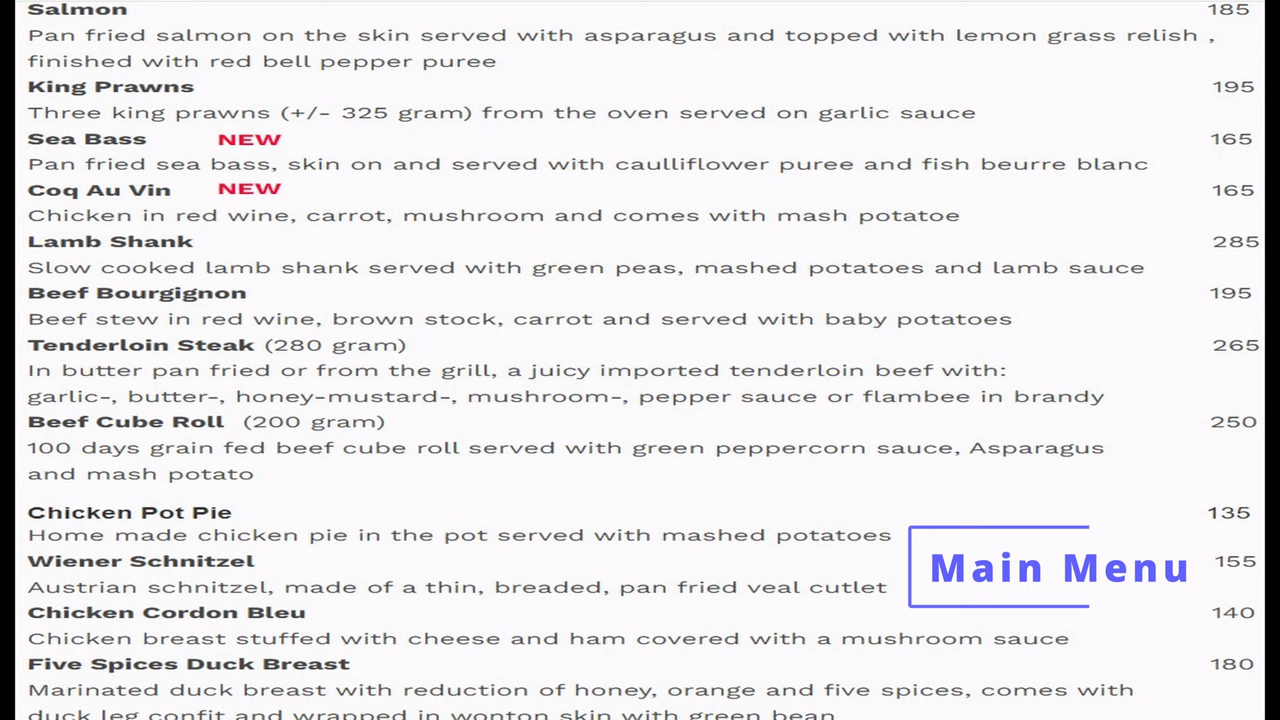 Salmon 185
Pan fried salmon on the skin served with asparagus and topped with lemon grass relish ,
finished with red bell pepper puree
King Prawns 195
Three king prawns (+/- 325 gram) from the oven served on garlic sauce
Sea Bass NEW 165
Pan fried sea bass, skin on and served with caulliflower puree and fish beurre blanc
Coq Au Vin NEW 165
Chicken in red wine, carrot, mushroom and comes with mash potatoe
Lamb Shank 285
Slow cooked lamb shank served with green peas, mashed potatoes and lamb sauce
Beef Bourgignon 195
Beef stew in red wine, brown stock, carrot and served with baby potatoes
Tenderloin Steak (280 gram) 265
In butter pan fried or from the grill, a juicy imported tenderloin beef with:
garlic-, butter-, honey-mustard-, mushroom-, pepper sauce or flambee in brandy
Beef Cube Roll (200 gram) 250
100 days grain fed beef cube roll served with green peppercorn sauce, Asparagus
and mash potato
Chicken Pot Pie 135
Home made chicken pie in the pot served with mashed potatoes
Main Menu
Wiener Schnitzel 155
Austrian schnitzel, made of a thin, breaded, pan fried veal cutlet
Chicken Cordon Bleu 140
Chicken breast stuffed with cheese and ham covered with a mushroom sauce
Five Spices Duck Breast 180
Marinated duck breast with reduction of honey, orange and five spices, comes with
duck leg confit and wrapped in wonton skin with green bean